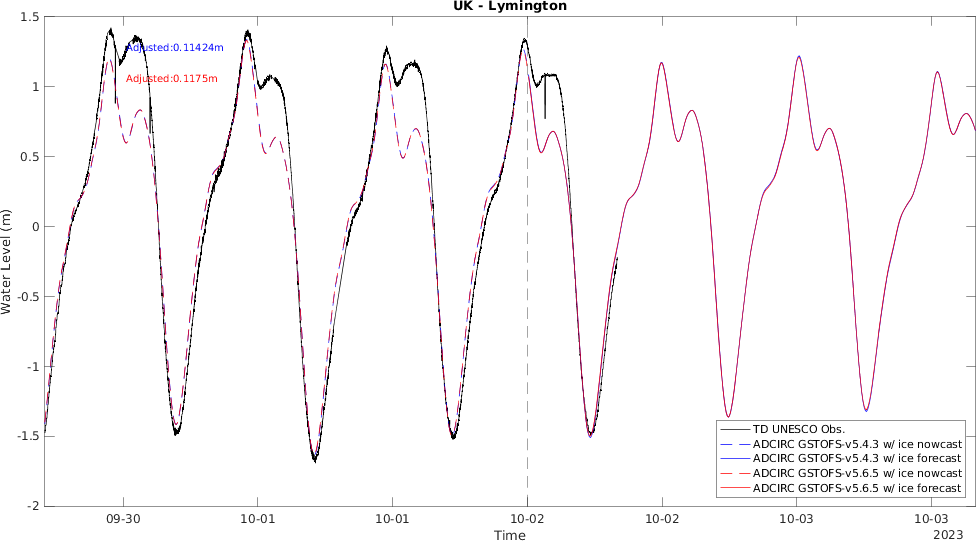 UK - Lymington
1.5
1
0.5
0
-0.5
-1
-1.5
-2
Water Level (m)
Adjusted:0.11424m
Adjusted:0.1175m
TD UNESCO Obs.
ADCIRC GSTOFS-v5.4.3 w/ ice nowcast
ADCIRC GSTOFS-v5.4.3 w/ ice forecast
ADCIRC GSTOFS-v5.6.5 w/ ice nowcast
ADCIRC GSTOFS-v5.6.5 w/ ice forecast
09-30 10-01 10-01 10-02 10-02 10-03 10-03
Time
2023